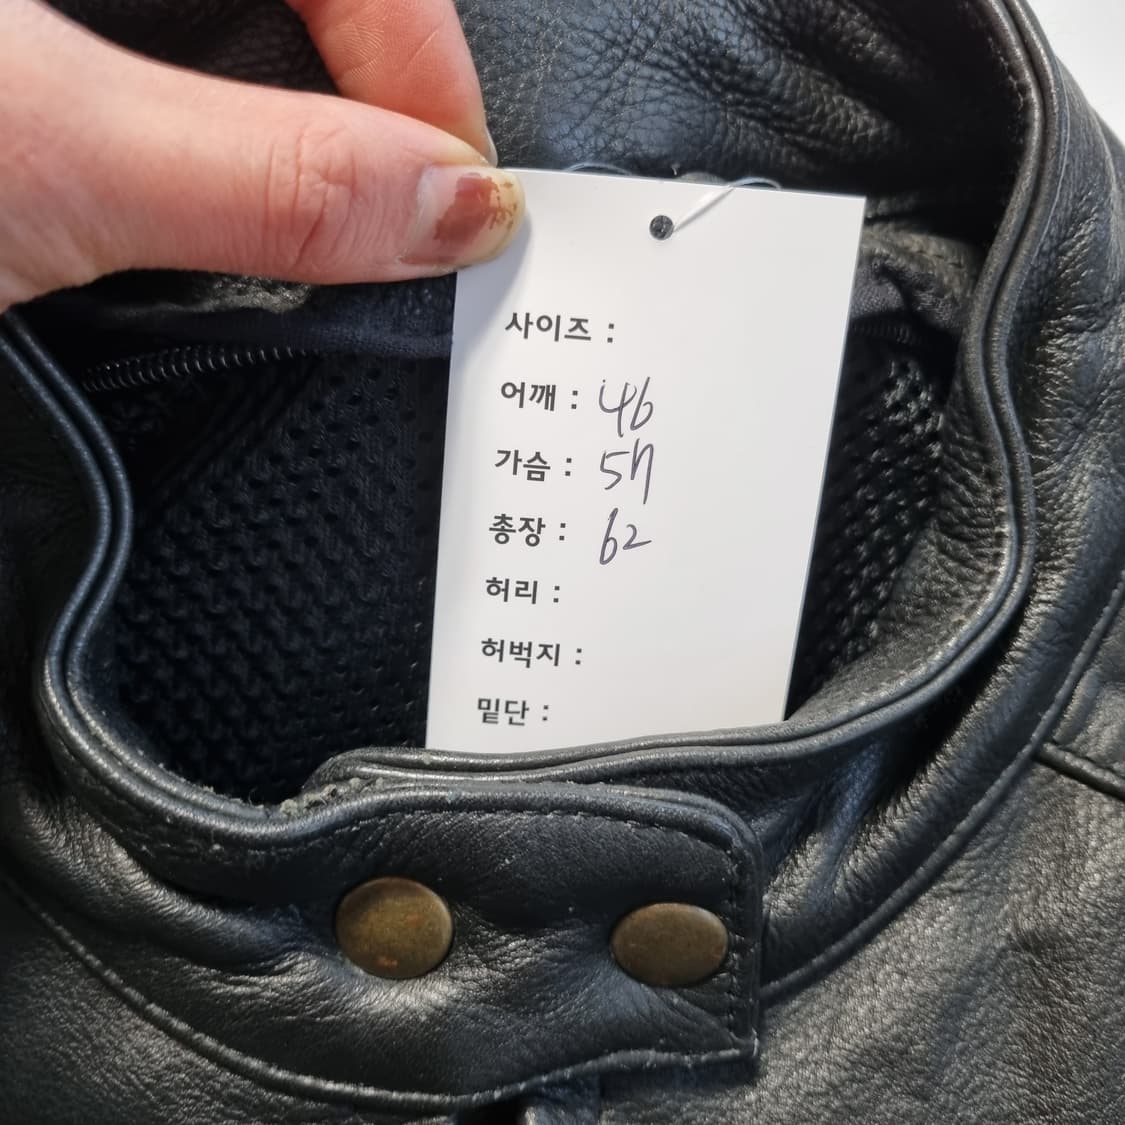 사이즈 :
어깨 : 46
가슴 : 57
총장 : 62
허리 :
허벅지 :
밑단 :